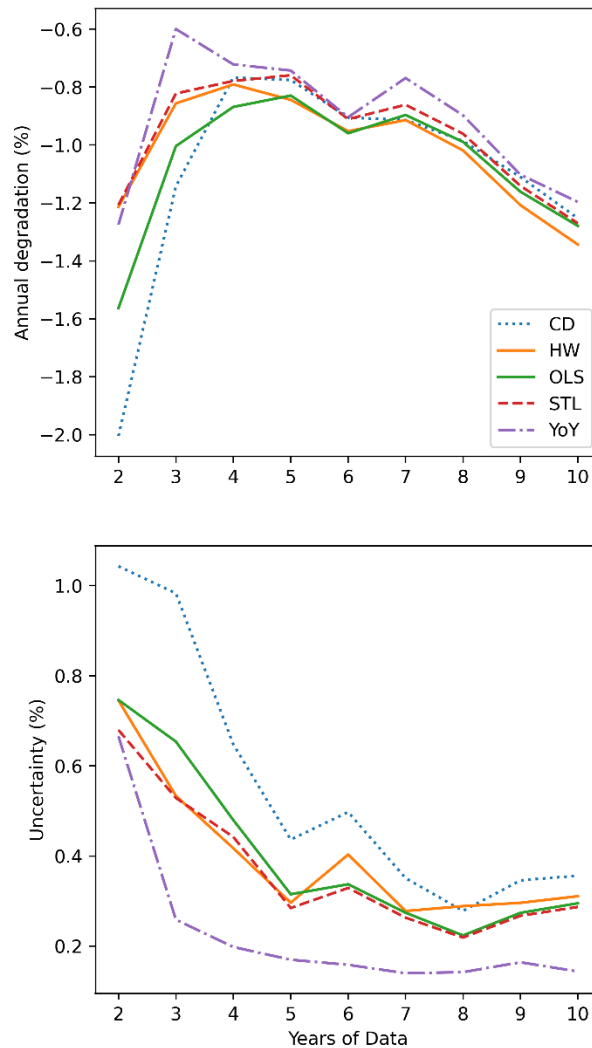 Annual degradation (%)
−0.6
−0.8
−1.0
−1.2
−1.4
−1.6
−1.8
−2.0
2 3 4 5 6 7 8 9 10
CD
HW
OLS
STL
YoY
Uncertainty (%)
1.0
0.8
0.6
0.4
0.2
2 3 4 5 6 7 8 9 10
Years of Data